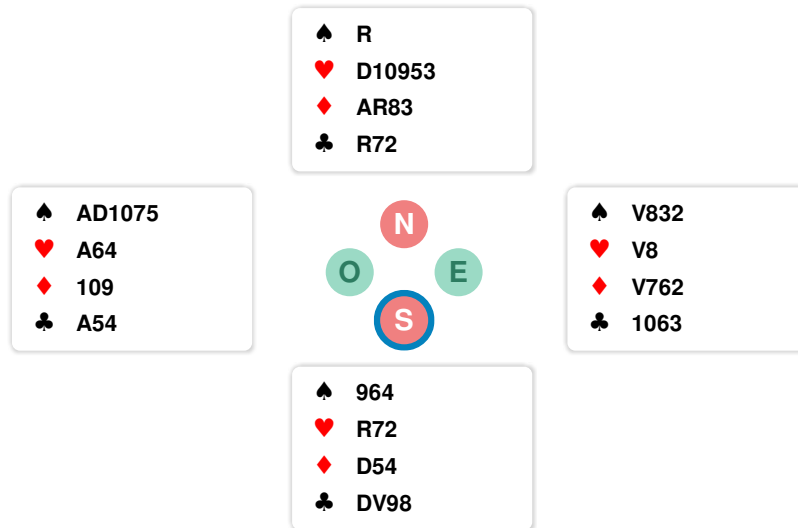 ♠ R
♥ D10953
♦ AR83
♣ R72
♠ AD1075
♥ A64
♦ 109
♣ A54
N
O
E
S
♠ V832
♥ V8
♦ V762
♣ 1063
♠ 964
♥ R72
♦ D54
♣ DV98